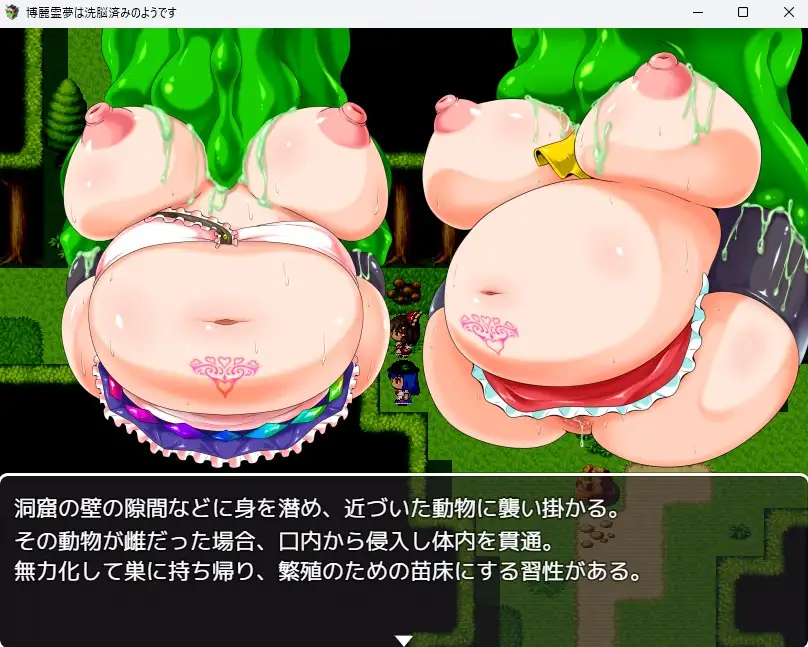 博麗霊夢は洗脳済みのようです
洞窟の壁の隙間などに身を潜め、近づいた動物に襲い掛かる。
その動物が雌だった場合、口内から侵入し体内を貫通。
無力化して巣に持ち帰り、繁殖のための苗床にする習性がある。